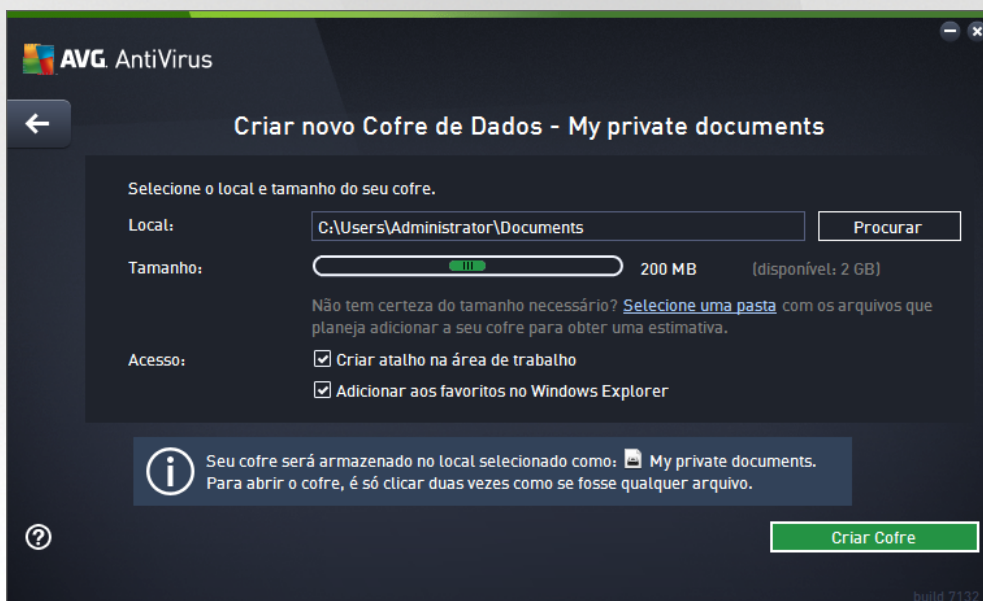 AVG AntiVirus
Criar novo Cofre de Dados - My private documents
Selecione o local e tamanho do seu cofre.
Local: C:\Users\Administrator\Documents Procurar
Tamanho: 200 MB (disponível: 2 GB)
Não tem certeza do tamanho necessário? Selecione uma pasta com os arquivos que
planeja adicionar a seu cofre para obter uma estimativa.
Acesso: Criar atalho na área de trabalho
Adicionar aos favoritos no Windows Explorer
Seu cofre será armazenado no local selecionado como: My private documents.
Para abrir o cofre, é só clicar duas vezes como se fosse qualquer arquivo.
Criar Cofre
build 7132